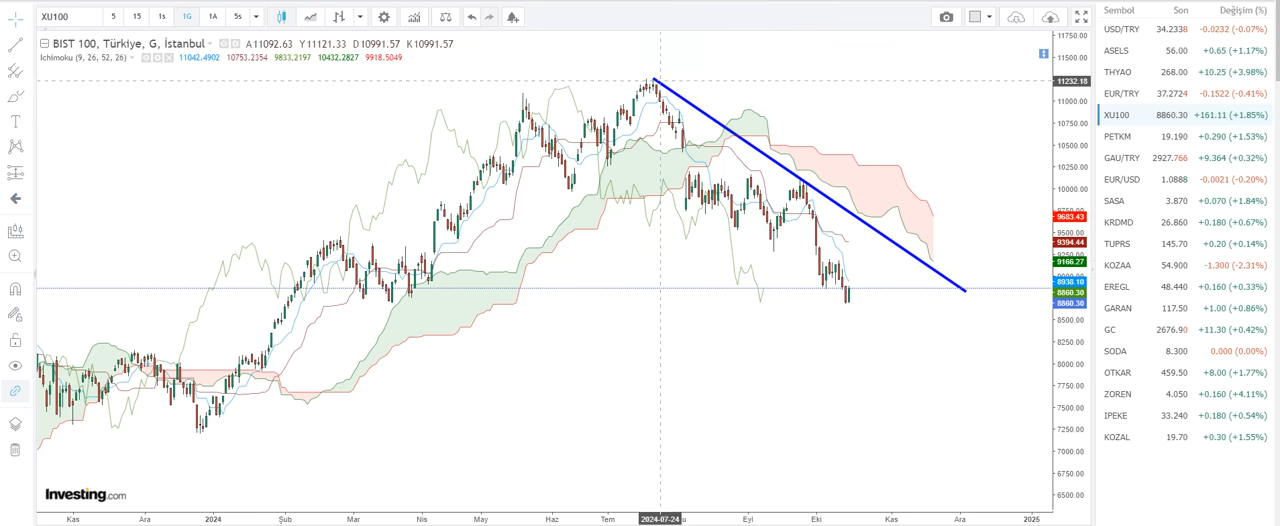 XU100 5 15 1s 1G 1A 5s
BIST 100, Türkiye, G, İstanbul A11092.63 Y11121.33 D10991.57 K10991.57
Ichimoku (9, 26, 52, 26) 11042.4902 10753.2354 9833.2197 10432.2827 9918.5049
11750.00
11500.00
11232.18
11000.00
10750.00
10500.00
10250.00
10000.00
9683.43
9500.00
9394.44
9166.27
8938.10
8860.30
8860.30
8500.00
8250.00
8000.00
7750.00
7500.00
7250.00
7000.00
6750.00
6500.00
Investing.com
Kas Ara 2024 Şub Mar Nis May Haz Tem 2024-07-24 Eyl Eki Kas Ara 2025
Sembol Son Değişim (%)
USD/TRY 34.2338 -0.0232 (-0.07%)
ASELS 56.00 +0.65 (+1.17%)
THYAO 268.00 +10.25 (+3.98%)
EUR/TRY 37.2724 -0.1522 (-0.41%)
XU100 8860.30 +161.11 (+1.85%)
PETKM 19.190 +0.290 (+1.53%)
GAU/TRY 2927.766 +9.364 (+0.32%)
EUR/USD 1.0888 -0.0021 (-0.20%)
SASA 3.870 +0.070 (+1.84%)
KRDMD 26.860 +0.180 (+0.67%)
TUPRS 145.70 +0.20 (+0.14%)
KOZAA 54.900 -1.300 (-2.31%)
EREGL 48.440 +0.160 (+0.33%)
GARAN 117.50 +1.00 (+0.86%)
GC 2676.90 +11.30 (+0.42%)
SODA 8.300 0.000 (0.00%)
OTKAR 459.50 +8.00 (+1.77%)
ZOREN 4.050 +0.160 (+4.11%)
IPEKE 33.240 +0.180 (+0.54%)
KOZAL 19.70 +0.30 (+1.55%)